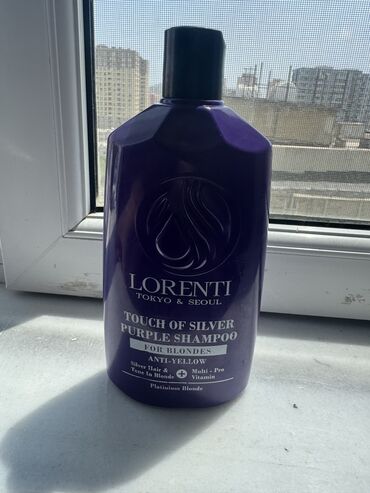 LORENTI
TOKYO & SEOUL
TOUCH OF SILVER
PURPLE SHAMPOO
FOR BLONDES
ANTI-YELLOW
Silver Hair & + Multi - Pro
Tone In Blonde Vitamin
Platinium Blonde